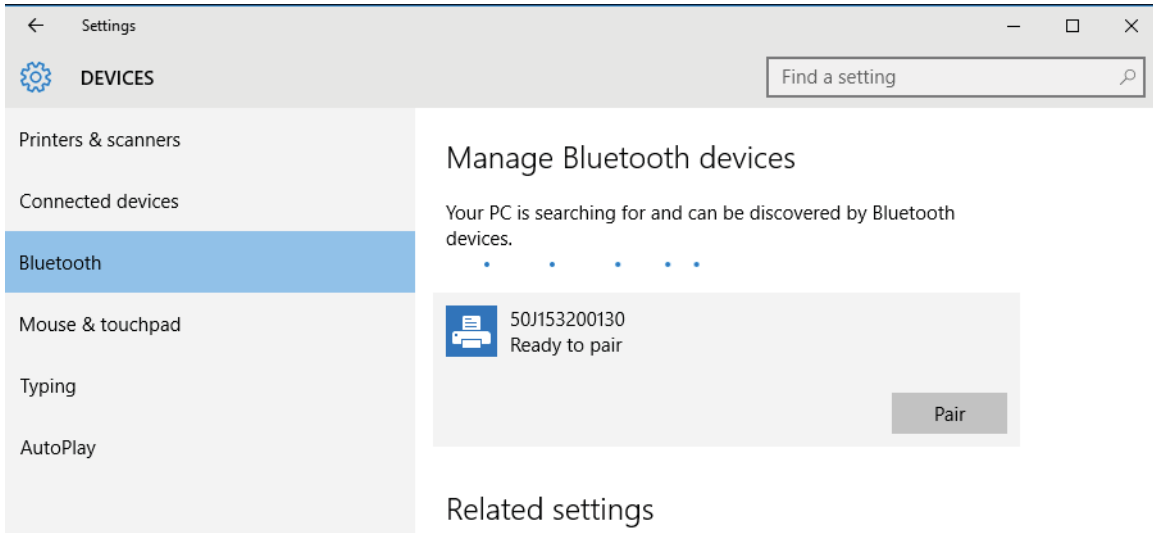 Settings
DEVICES
Find a setting
Printers & scanners
Connected devices
Bluetooth
Mouse & touchpad
Typing
AutoPlay
Manage Bluetooth devices
Your PC is searching for and can be discovered by Bluetooth
devices.
50J153200130
Ready to pair
Pair
Related settings